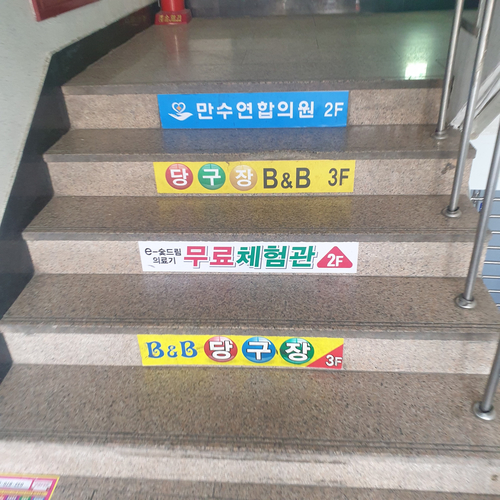 만수연합의원 2F
당구장 B&B 3F
e-숯드림
의료기
무료체험관 2F
B&B 당구장 3F